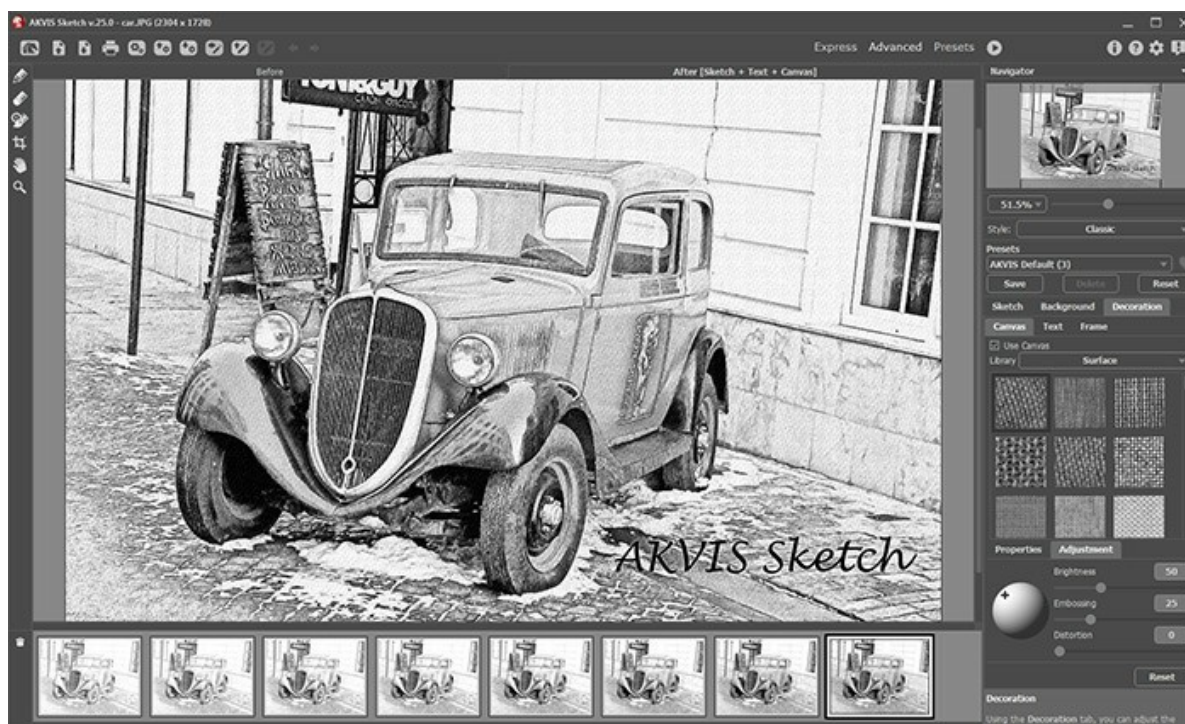 AKVIS Sketch v.25.0 - car.JPG (2304 x 1728)
Express Advanced Presets
Before
After [Sketch + Text + Canvas]
Navigator
TONI&GUY
51.5%
Style: Classic
Presets
AKVIS Default (3)
Save Delete Reset
Sketch Background Decoration
Canvas Text Frame
Use Canvas
Library Surface
AKVIS Sketch
Properties Adjustment
Brightness 50
Embossing 25
Distortion 0
Reset
Decoration
Using the Decoration tab, you can adjust the